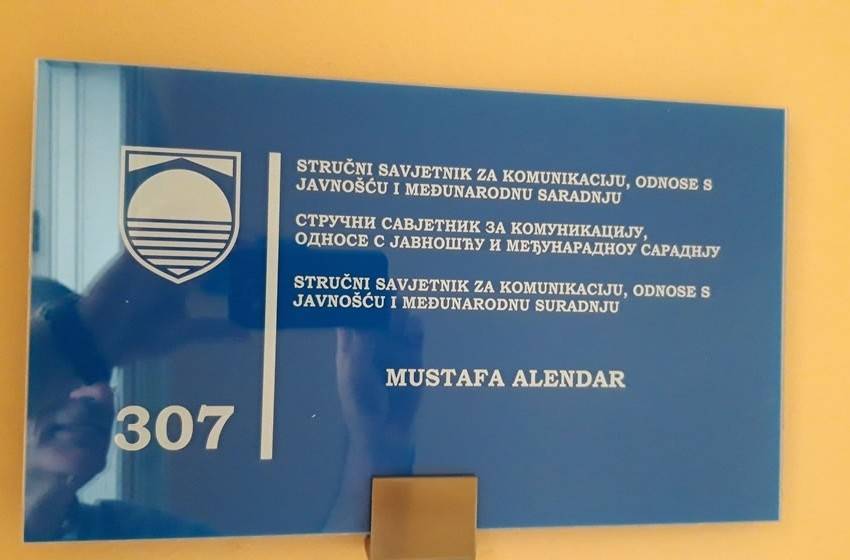 STRUČNI SAVJETNIK ZA KOMUNIKACIJU, ODNOSE S
JAVNOŠĆU I MEĐUNARODNU SARADNJU
СТРУЧНИ САВЈЕТНИК ЗА КОМУНИКАЦИЈУ,
ОДНОСЕ С ЈАВНОШЋУ И МЕЂУНАРАДНОУ САРАДЊУ
STRUČNI SAVJETNIK ZA KOMUNIKACIJU, ODNOSE S
JAVNOŠĆU I MEĐUNARODNU SURADNJU
MUSTAFA ALENDAR
307